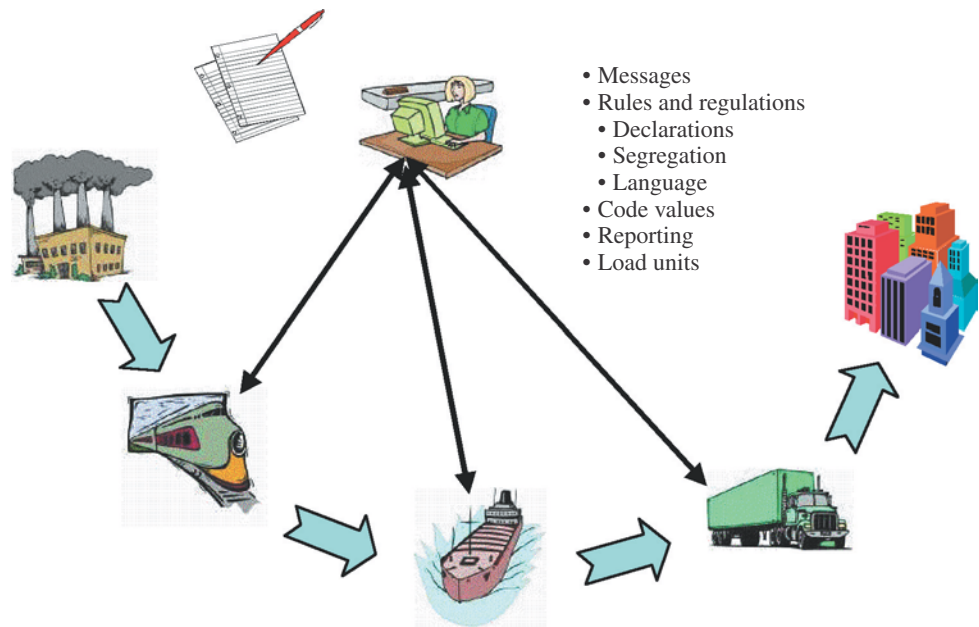 • Messages
• Rules and regulations
• Declarations
• Segregation
• Language
• Code values
• Reporting
• Load units